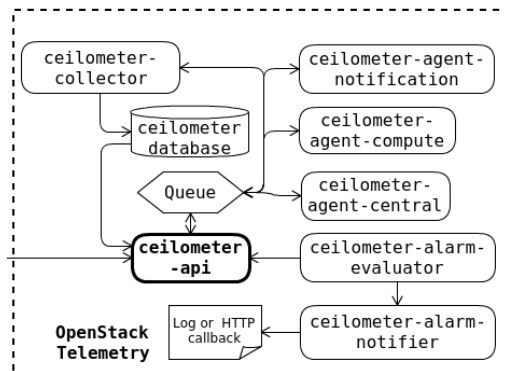 ceilometer-
collector
ceilometer-agent-
notification
ceilometer
database
ceilometer-
agent-compute
Queue
ceilometer-
agent-central
ceilometer
-api
ceilometer-alarm-
evaluator
OpenStack
Telemetry
Log or HTTP
callback
ceilometer-alarm-
notifier